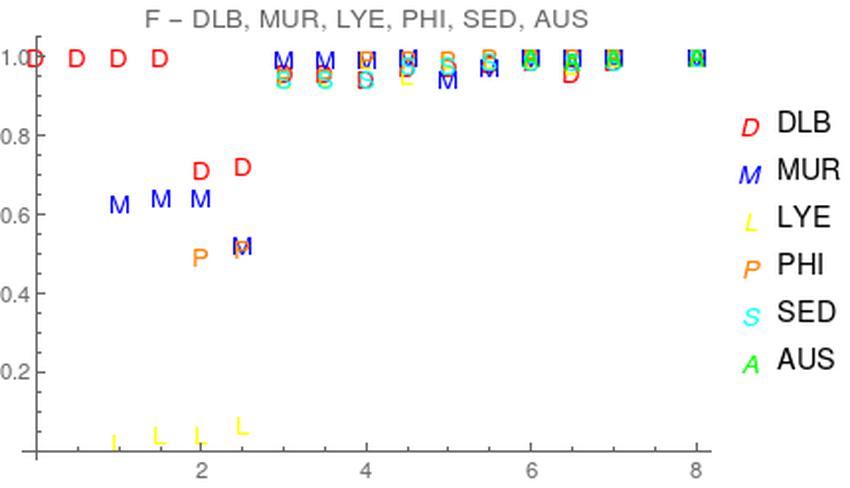 F – DLB, MUR, LYE, PHI, SED, AUS
1.0
0.8
0.6
0.4
0.2
2 4 6 8
D DLB
M MUR
L LYE
P PHI
S SED
A AUS